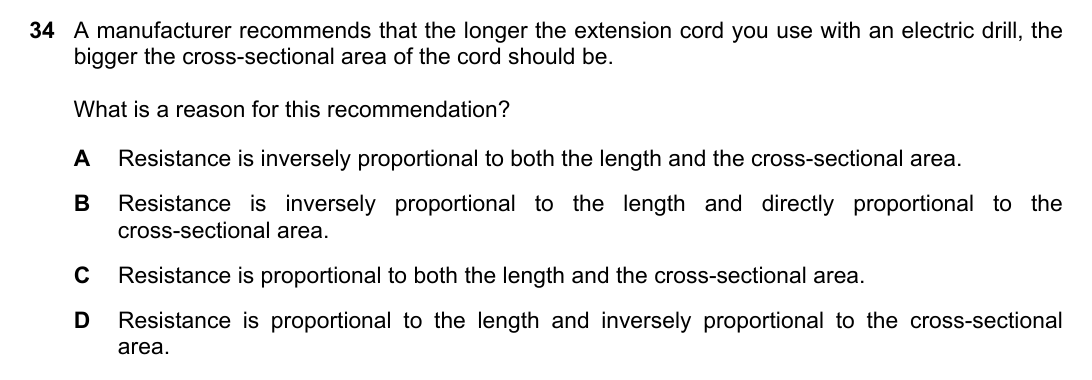 34 A manufacturer recommends that the longer the extension cord you use with an electric drill, the
bigger the cross-sectional area of the cord should be.
What is a reason for this recommendation?
A Resistance is inversely proportional to both the length and the cross-sectional area.
B Resistance is inversely proportional to the length and directly proportional to the
cross-sectional area.
C Resistance is proportional to both the length and the cross-sectional area.
D Resistance is proportional to the length and inversely proportional to the cross-sectional
area.